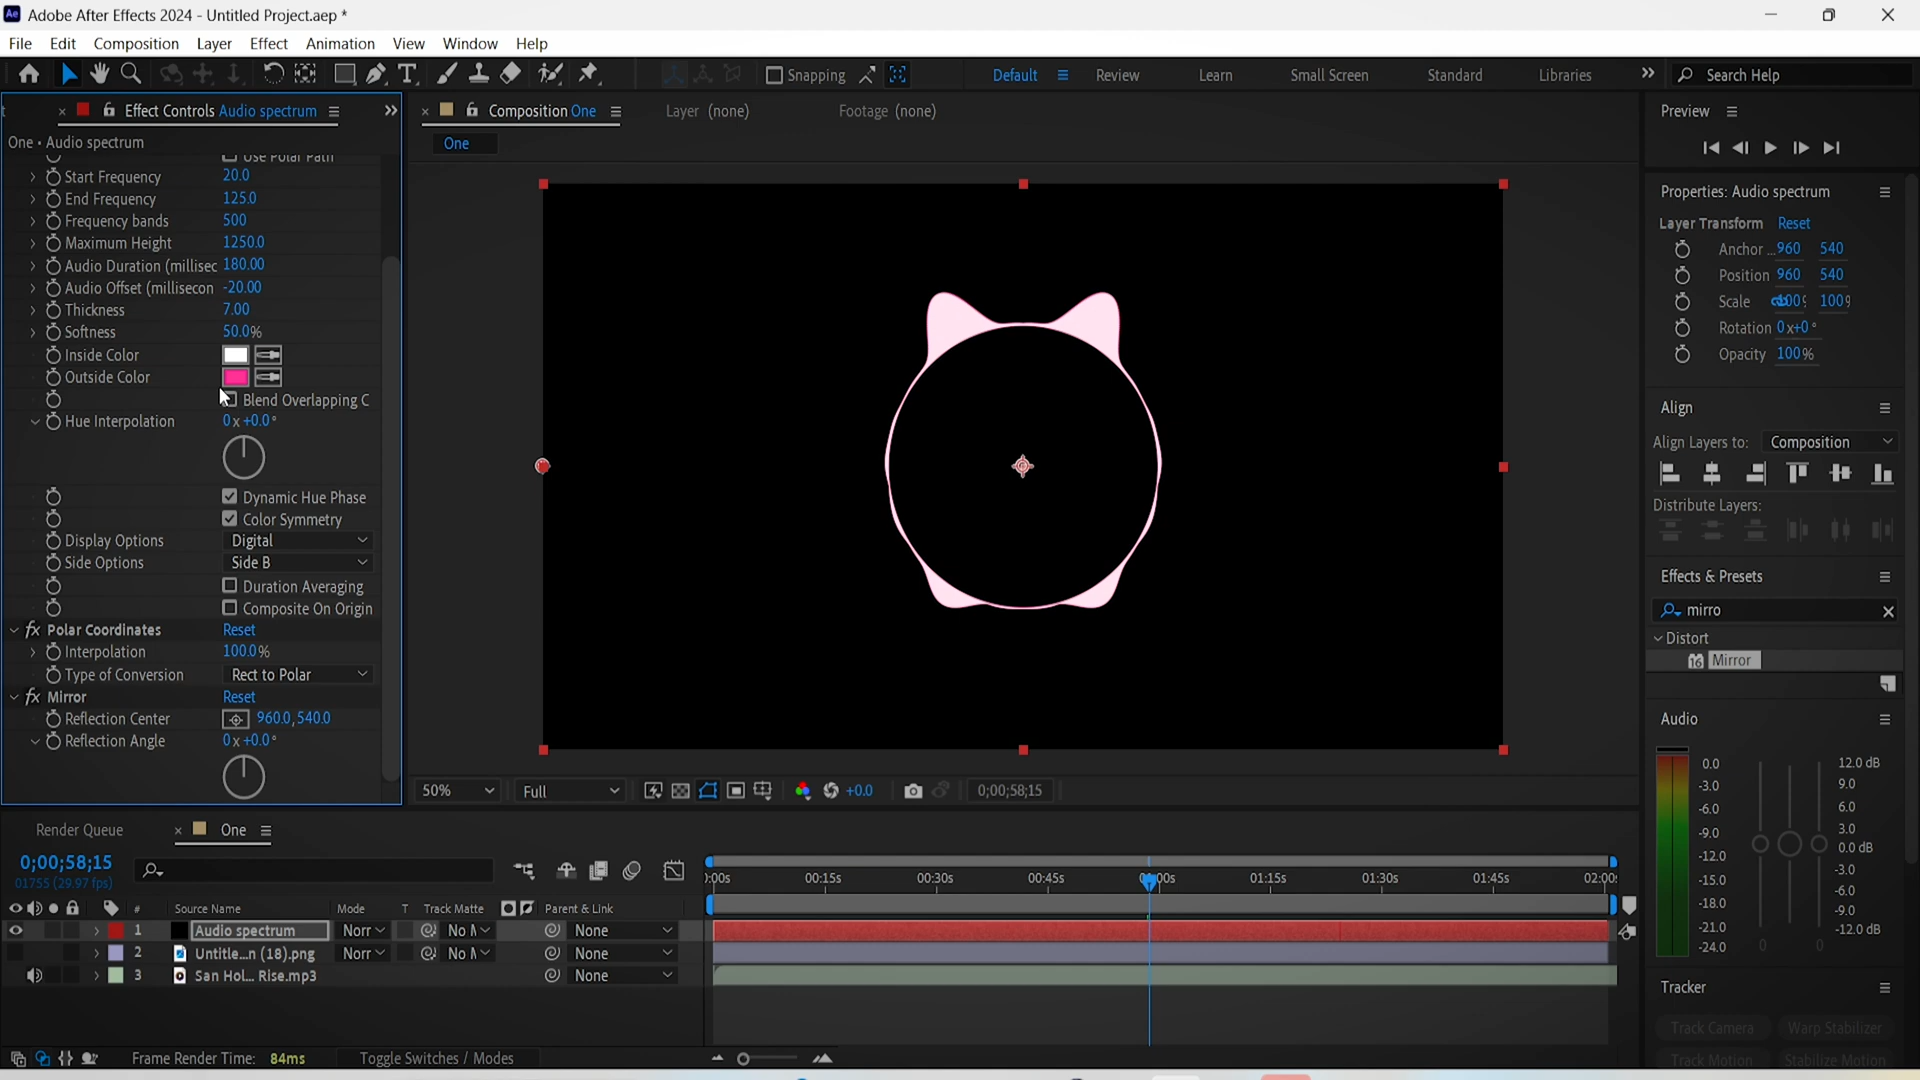 Ae Adobe After Effects 2024 - Untitled Project.aep *
File Edit Composition Layer Effect Animation View Window Help
Snapping Default Review Learn Small Screen Standard Libraries Search Help
Effect Controls Audio spectrum
One • Audio spectrum
Use Polar Path
Start Frequency 20.0
End Frequency 125.0
Frequency bands 500
Maximum Height 1250.0
Audio Duration (millisec 180.00
Audio Offset (millisecon -20.00
Thickness 7.00
Softness 50.0%
Inside Color
Outside Color
Blend Overlapping C
Hue Interpolation 0x+0.0°
Dynamic Hue Phase
Color Symmetry
Display Options Digital
Side Options Side B
Duration Averaging
Composite On Origin
fx Polar Coordinates Reset
Interpolation 100.0%
Type of Conversion Rect to Polar
fx Mirror Reset
Reflection Center 960.0, 540.0
Reflection Angle 0x+0.0°
Composition One Layer (none) Footage (none)
One
50% Full +0.0 0;00;58;15
Preview
Properties: Audio spectrum
Layer Transform Reset
Anchor ... 960 540
Position 960 540
Scale 100% 100%
Rotation 0x+0°
Opacity 100%
Align
Align Layers to: Composition
Distribute Layers:
Effects & Presets
mirro
Distort
16 Mirror
Audio
0.0
-3.0
-6.0
-9.0
-12.0
-15.0
-18.0
-21.0
-24.0
0 0
12.0 dB
9.0
6.0
3.0
0.0 dB
-3.0
-6.0
-9.0
-12.0 dB
Tracker
Track Camera Warp Stabilizer
Track Motion Stabilize Motion
Render Queue One
0;00;58;15
01755 (29.97 fps)
00:15s 00:30s 00:45s 01:15s 01:30s 01:45s
# Source Name Mode T Track Matte Parent & Link
1 Audio spectrum Norr No M None
2 Untitle...n (18).png Norr No M None
3 San Hol... Rise.mp3 None
Frame Render Time: 84ms Toggle Switches / Modes